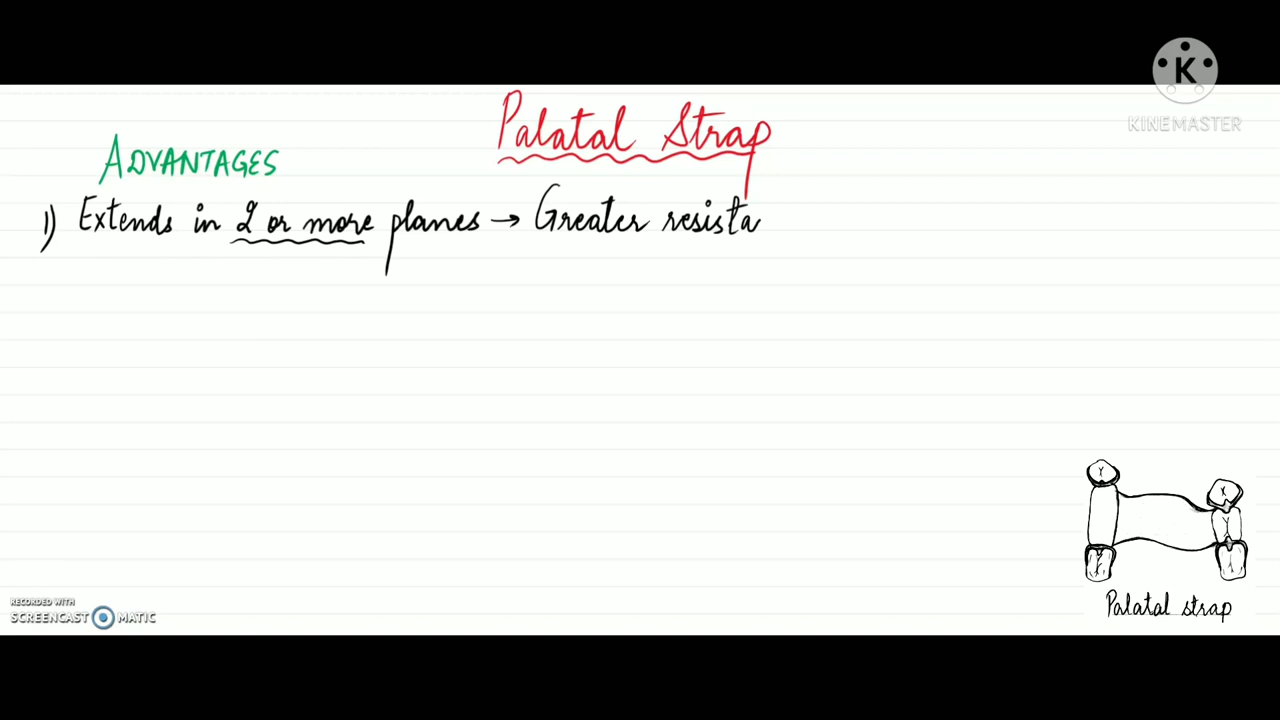 KINEMASTER
Palatal Strap
ADVANTAGES
1) Extends in 2 or more planes → Greater resista
RECORDED WITH
SCREENCAST MATIC
Palatal strap